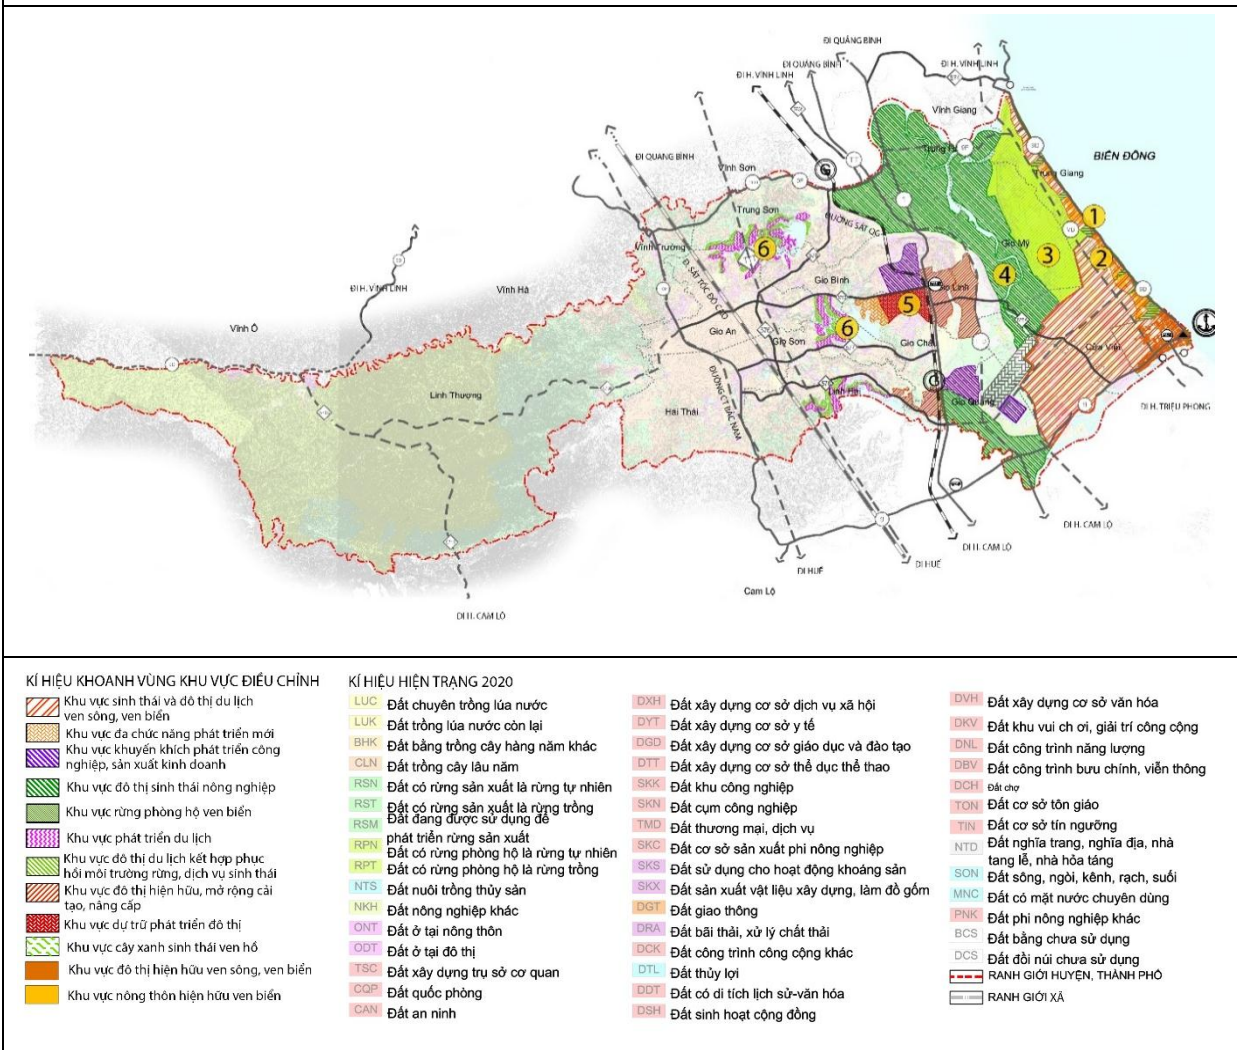 ĐI QUẢNG BÌNH
ĐI QUẢNG BÌNH
ĐI H. VĨNH LINH
ĐI H. VĨNH LINH
Vĩnh Giang
BIỂN ĐÔNG
ĐI QUANG BÌNH
Vĩnh Sơn
Trung Giang
1
Trung Sơn
ĐƯỜNG SẮT QG
Vĩnh Trường
6
Gio Mỹ
2
3
4
Đ. SẮT TỐC ĐỘ CAO
ĐI H. VĨNH LINH
Vĩnh Hà
Gio Bình
5
Vĩnh Ô
Gio An
Gio Sơn
6
Gio Châu
Cửa Việt
Linh Thượng
ĐƯỜNG CT BẮC NAM
Linh Hải
Gio Quang
Hải Thái
ĐI H. TRIỆU PHONG
ĐI H. CAM LỘ
ĐI H. CAM LỘ
ĐI HUẾ
ĐI HUẾ
Cam Lộ
DI H. CAM LÔ
KÍ HIỆU KHOANH VÙNG KHU VỰC ĐIỀU CHỈNH
Khu vực sinh thái và đô thị du lịch
ven sông, ven biển
Khu vực đa chức năng phát triển mới
Khu vực khuyến khích phát triển công
nghiệp, sản xuất kinh doanh
Khu vực đô thị sinh thái nông nghiệp
Khu vực rừng phòng hộ ven biển
Khu vực phát triển du lịch
Khu vực đô thị du lịch kết hợp phục
hồi môi trường rừng, dịch vụ sinh thái
Khu vực đô thị hiện hữu, mở rộng cải
tạo, nâng cấp
Khu vực dự trữ phát triển đô thị
Khu vực cây xanh sinh thái ven hồ
Khu vực đô thị hiện hữu ven sông, ven biển
Khu vực nông thôn hiện hữu ven biển
KÍ HIỆU HIỆN TRẠNG 2020
LUC Đất chuyên trồng lúa nước
LUK Đất trồng lúa nước còn lại
BHK Đất bằng trồng cây hàng năm khác
CLN Đất trồng cây lâu năm
RSN Đất có rừng sản xuất là rừng tự nhiên
RST Đất có rừng sản xuất là rừng trồng
RSM Đất đang được sử dụng để
phát triển rừng sản xuất
RPN Đất có rừng phòng hộ là rừng tự nhiên
RPT Đất có rừng phòng hộ là rừng trồng
NTS Đất nuôi trồng thủy sản
NKH Đất nông nghiệp khác
ONT Đất ở tại nông thôn
ODT Đất ở tại đô thị
TSC Đất xây dựng trụ sở cơ quan
CQP Đất quốc phòng
CAN Đất an ninh
DXH Đất xây dựng cơ sở dịch vụ xã hội
DYT Đất xây dựng cơ sở y tế
DGD Đất xây dựng cơ sở giáo dục và đào tạo
DTT Đất xây dựng cơ sở thể dục thể thao
SKK Đất khu công nghiệp
SKN Đất cụm công nghiệp
TMD Đất thương mại, dịch vụ
SKC Đất cơ sở sản xuất phi nông nghiệp
SKS Đất sử dụng cho hoạt động khoáng sản
SKX Đất sản xuất vật liệu xây dựng, làm đồ gốm
DGT Đất giao thông
DRA Đất bãi thải, xử lý chất thải
DCK Đất công trình công cộng khác
DTL Đất thủy lợi
DDT Đất có di tích lịch sử-văn hóa
DSH Đất sinh hoạt cộng đồng
DVH Đất xây dựng cơ sở văn hóa
DKV Đất khu vui ch ơi, giải trí công cộng
DNL Đất công trình năng lượng
DBV Đất công trình bưu chính, viễn thông
DCH Đất chợ
TON Đất cơ sở tôn giáo
TIN Đất cơ sở tín ngưỡng
NTD Đất nghĩa trang, nghĩa địa, nhà
tang lễ, nhà hỏa táng
SON Đất sông, ngòi, kênh, rạch, suối
MNC Đất có mặt nước chuyên dùng
PNK Đất phi nông nghiệp khác
BCS Đất bằng chưa sử dụng
DCS Đất đồi núi chưa sử dụng
RANH GIỚI HUYỆN, THÀNH PHỐ
RANH GIỚI XÃ